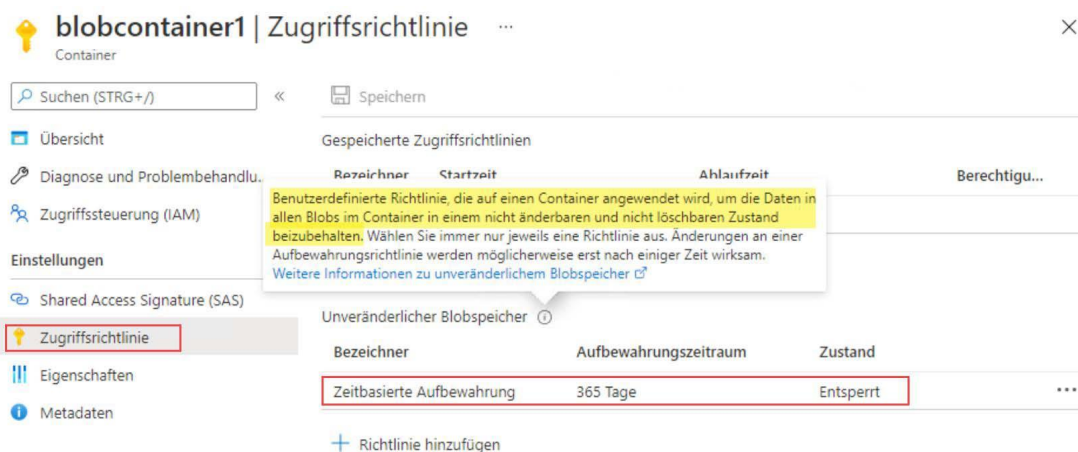 blobcontainer1 | Zugriffsrichtlinie ...
Container
Suchen (STRG+/)
«
Speichern
Übersicht
Diagnose und Problembehandlu...
Zugriffssteuerung (IAM)
Einstellungen
Shared Access Signature (SAS)
Zugriffsrichtlinie
Eigenschaften
Metadaten
Gespeicherte Zugriffsrichtlinien
Bezeichner Startzeit Ablaufzeit Berechtigu...
Benutzerdefinierte Richtlinie, die auf einen Container angewendet wird, um die Daten in
allen Blobs im Container in einem nicht änderbaren und nicht löschbaren Zustand
beizubehalten. Wählen Sie immer nur jeweils eine Richtlinie aus. Änderungen an einer
Aufbewahrungsrichtlinie werden möglicherweise erst nach einiger Zeit wirksam.
Weitere Informationen zu unveränderlichem Blobspeicher
Unveränderlicher Blobspeicher
Bezeichner Aufbewahrungszeitraum Zustand
Zeitbasierte Aufbewahrung 365 Tage Entsperrt ...
+ Richtlinie hinzufügen